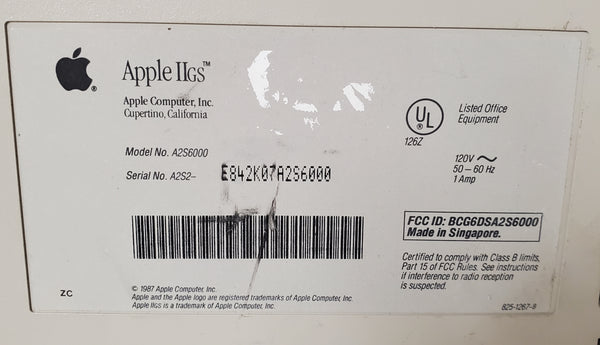 Apple IIGS™
Apple Computer, Inc.
Cupertino, California
Model No. A2S6000
Serial No. A2S2– E842K07A2S6000
UL
®
126Z
Listed Office
Equipment
120V ~
50 – 60 Hz
1 Amp
FCC ID: BCG6DSA2S6000
Made in Singapore.
Certified to comply with Class B limits,
Part 15 of FCC Rules. See instructions
if interference to radio reception
is suspected.
© 1987 Apple Computer, Inc.
Apple and the Apple logo are registered trademarks of Apple Computer, Inc.
Apple IIGS is a trademark of Apple Computer, Inc.
ZC
825-1267-B